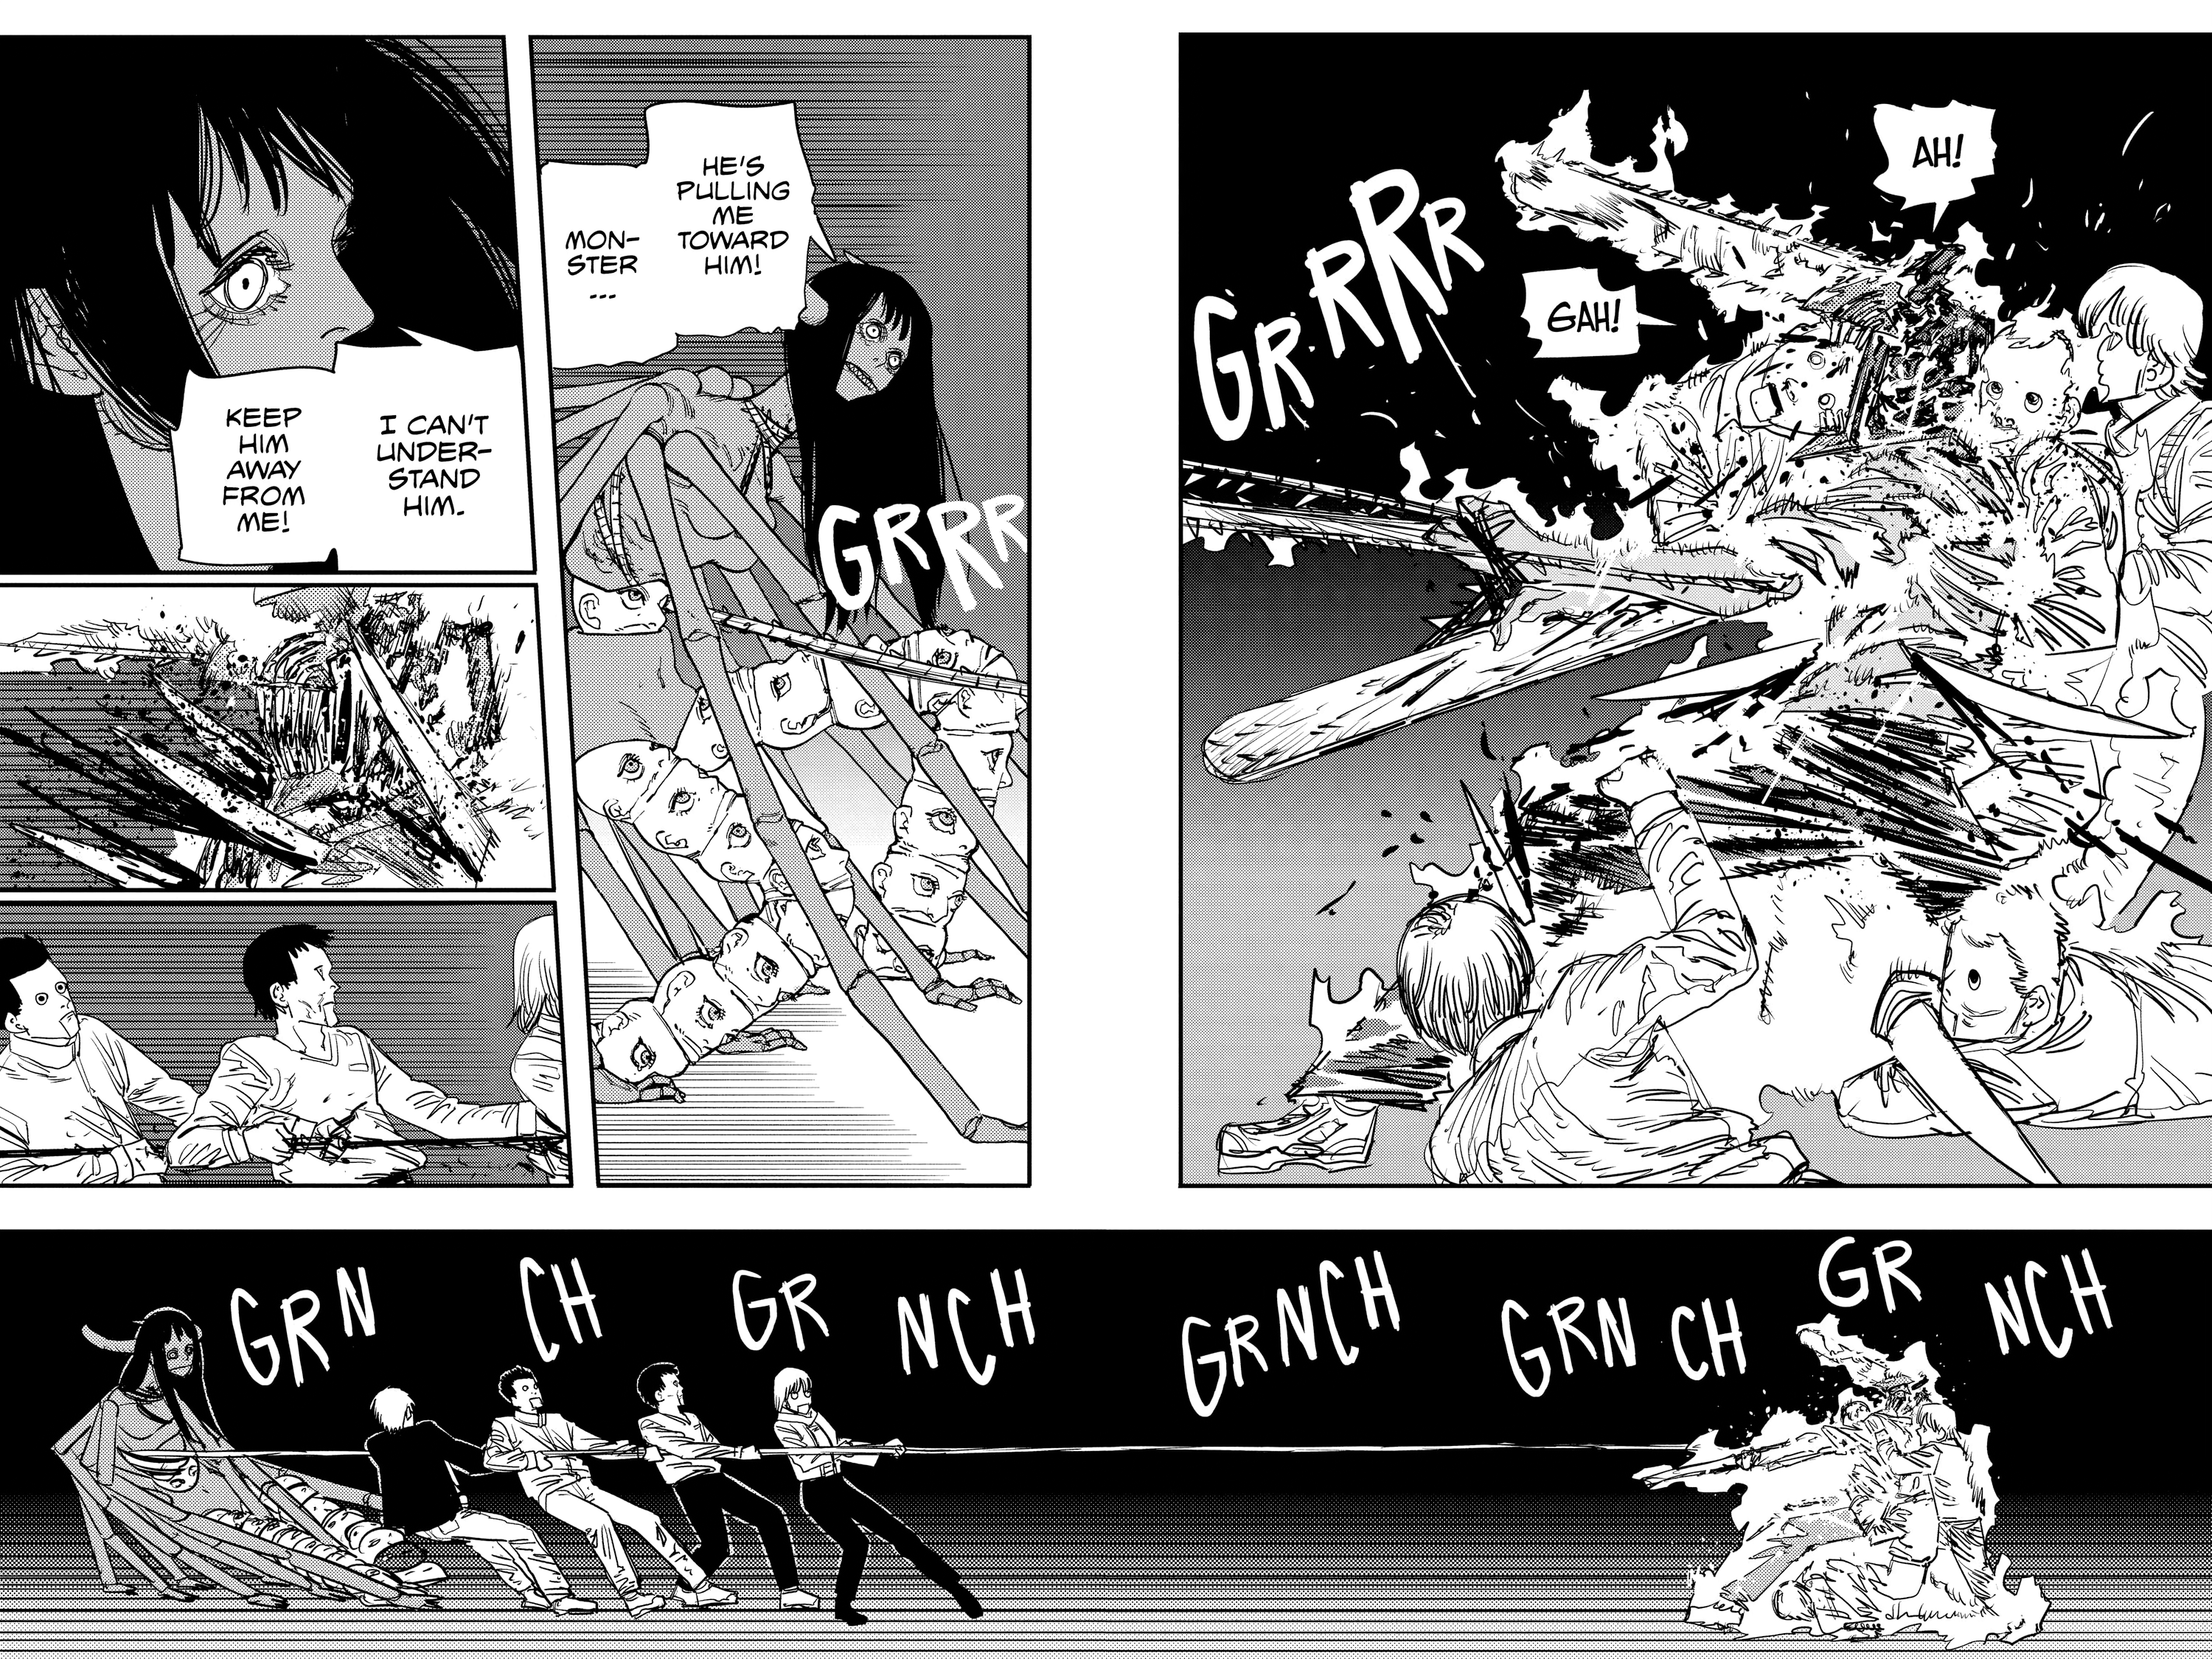 AH!
GAH!
GRRRR
HE'S
PULLING
ME
TOWARD
HIM!
MON-
STER
...
GRRR
I CAN'T
UNDER-
STAND
HIM.
KEEP
HIM
AWAY
FROM
ME!
GRN CH GR NCH GRNCH GRN CH GR NCH